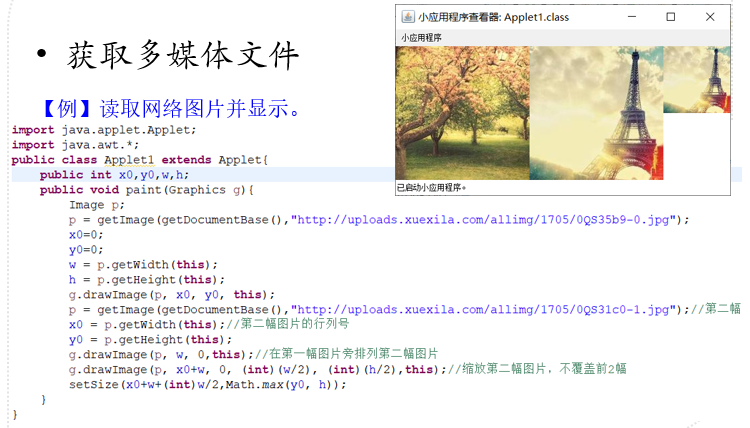 • 获取多媒体文件
【例】读取网络图片并显示。
小应用程序查看器: Applet1.class
小应用程序
已启动小应用程序。
import java.applet.Applet;
import java.awt.*;
public class Applet1 extends Applet{
    public int x0,y0,w,h;
    public void paint(Graphics g){
        Image p;
        p = getImage(getDocumentBase(),"http://uploads.xuexila.com/allimg/1705/0QS35b9-0.jpg");
        x0=0;
        y0=0;
        w = p.getWidth(this);
        h = p.getHeight(this);
        g.drawImage(p, x0, y0, this);
        p = getImage(getDocumentBase(),"http://uploads.xuexila.com/allimg/1705/0QS31c0-1.jpg");//第二幅
        x0 = p.getWidth(this);//第二幅图片的行列号
        y0 = p.getHeight(this);
        g.drawImage(p, w, 0,this);//在第一幅图片旁排列第二幅图片
        g.drawImage(p, x0+w, 0, (int)(w/2), (int)(h/2),this);//缩放第二幅图片，不覆盖前2幅
        setSize(x0+w+(int)w/2,Math.max(y0, h));
    }
}